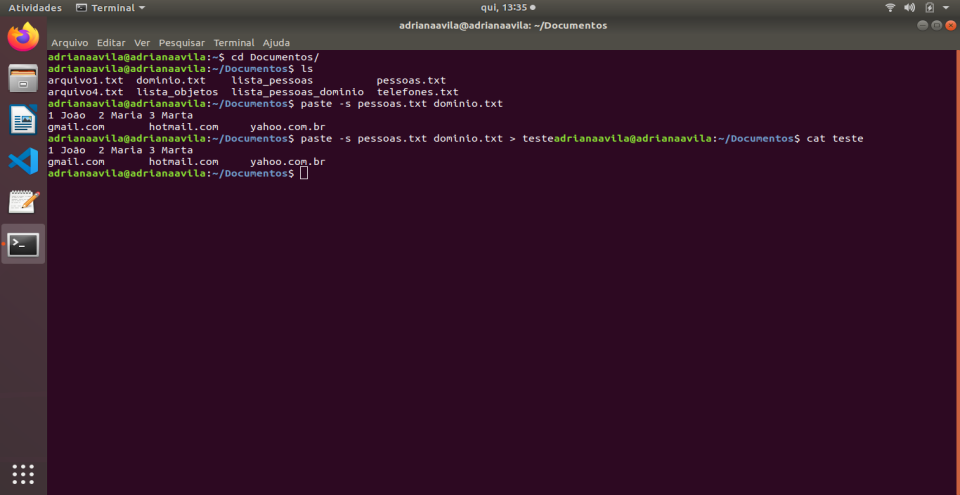 Atividades Terminal qui, 13:35
adrianaavila@adrianaavila: ~/Documentos
Arquivo Editar Ver Pesquisar Terminal Ajuda
adrianaavila@adrianaavila:~$ cd Documentos/
adrianaavila@adrianaavila:~/Documentos$ ls
arquivo1.txt dominio.txt lista_pessoas pessoas.txt
arquivo4.txt lista_objetos lista_pessoas_dominio telefones.txt
adrianaavila@adrianaavila:~/Documentos$ paste -s pessoas.txt dominio.txt
1 João 2 Maria 3 Marta
gmail.com hotmail.com yahoo.com.br
adrianaavila@adrianaavila:~/Documentos$ paste -s pessoas.txt dominio.txt > testeadrianaavila@adrianaavila:~/Documentos$ cat teste
1 João 2 Maria 3 Marta
gmail.com hotmail.com yahoo.com.br
adrianaavila@adrianaavila:~/Documentos$